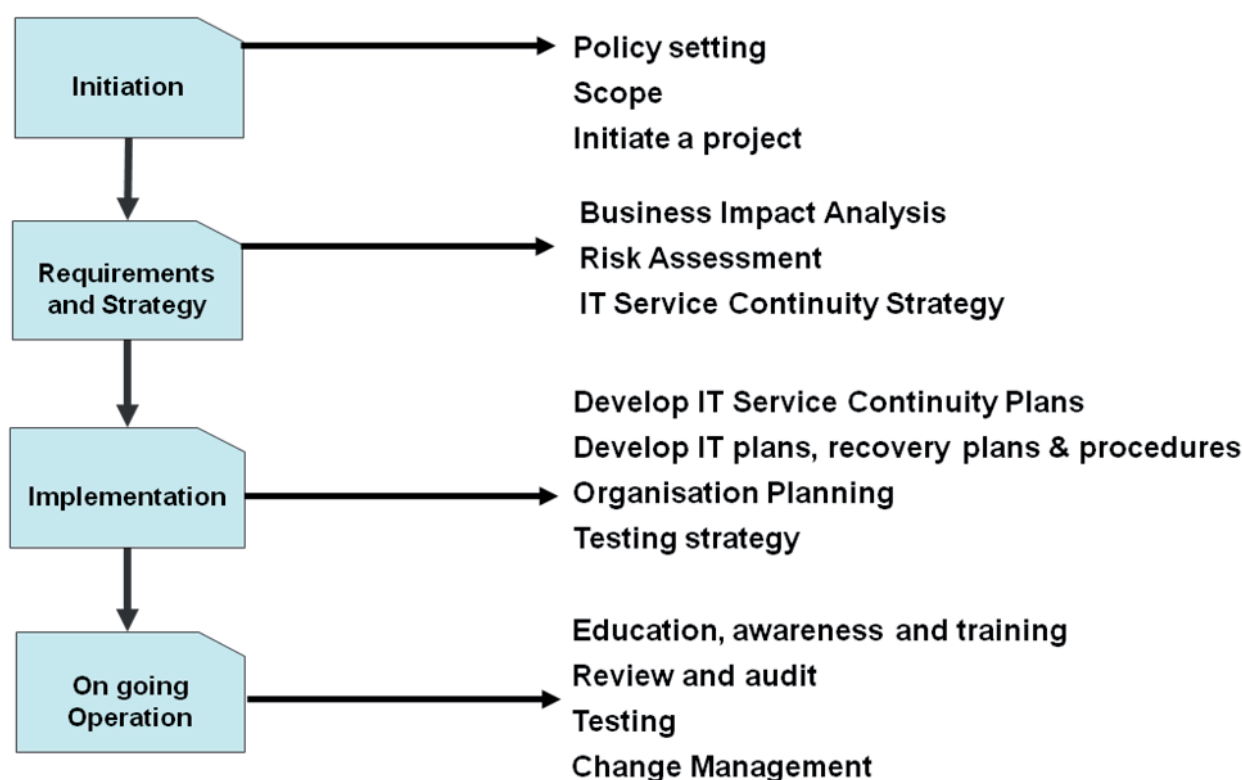 Initiation
Policy setting
Scope
Initiate a project
Requirements
and Strategy
Business Impact Analysis
Risk Assessment
IT Service Continuity Strategy
Implementation
Develop IT Service Continuity Plans
Develop IT plans, recovery plans & procedures
Organisation Planning
Testing strategy
On going
Operation
Education, awareness and training
Review and audit
Testing
Change Management